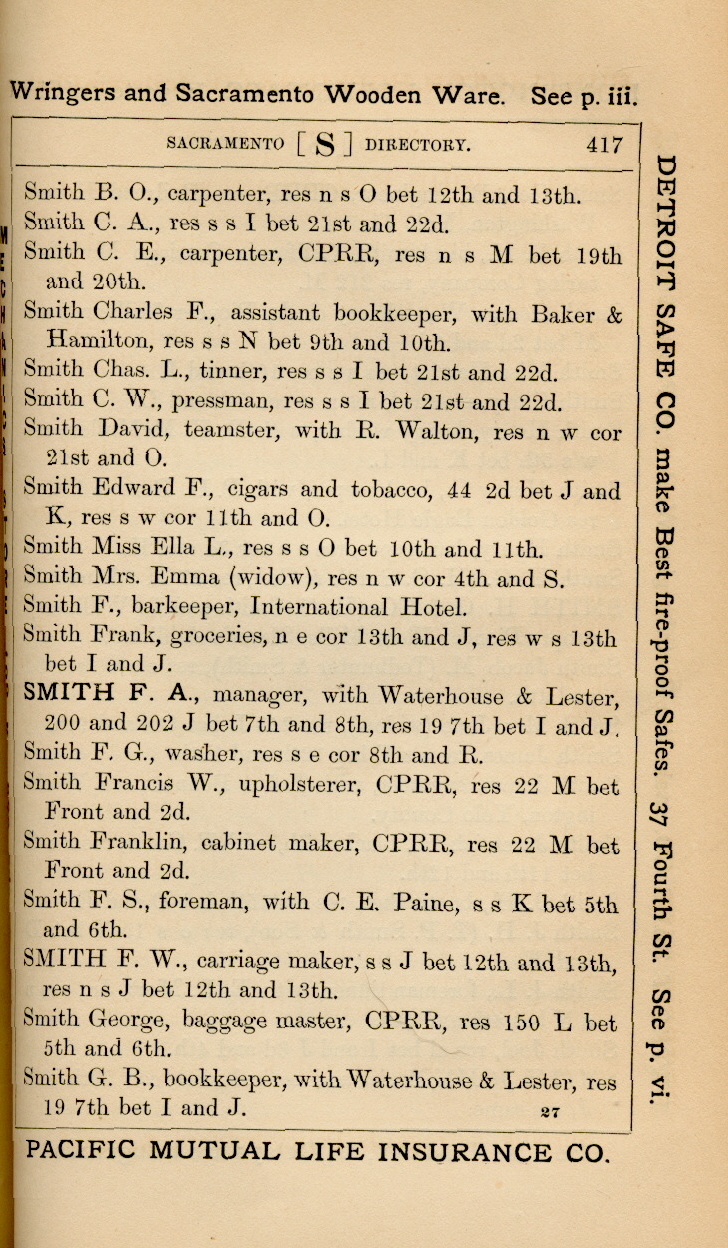 Wringers and Sacramento Wooden Ware. See p. iii.
SACRAMENTO [ S ] DIRECTORY. 417
Smith B. O., carpenter, res n s O bet 12th and 13th.
Smith C. A., res s s I bet 21st and 22d.
Smith C. E., carpenter, CPRR, res n s M bet 19th
and 20th.
Smith Charles F., assistant bookkeeper, with Baker &
Hamilton, res s s N bet 9th and 10th.
Smith Chas. L., tinner, res s s I bet 21st and 22d.
Smith C. W., pressman, res s s I bet 21st and 22d.
Smith David, teamster, with R. Walton, res n w cor
21st and O.
Smith Edward F., cigars and tobacco, 44 2d bet J and
K, res s w cor 11th and O.
Smith Miss Ella L., res s s O bet 10th and 11th.
Smith Mrs. Emma (widow), res n w cor 4th and S.
Smith F., barkeeper, International Hotel.
Smith Frank, groceries, n e cor 13th and J, res w s 13th
bet I and J.
SMITH F. A., manager, with Waterhouse & Lester,
200 and 202 J bet 7th and 8th, res 19 7th bet I and J.
Smith F. G., washer, res s e cor 8th and R.
Smith Francis W., upholsterer, CPRR, res 22 M bet
Front and 2d.
Smith Franklin, cabinet maker, CPRR, res 22 M bet
Front and 2d.
Smith F. S., foreman, with C. E. Paine, s s K bet 5th
and 6th.
SMITH F. W., carriage maker, s s J bet 12th and 13th,
res n s J bet 12th and 13th.
Smith George, baggage master, CPRR, res 150 L bet
5th and 6th.
Smith G. B., bookkeeper, with Waterhouse & Lester, res
19 7th bet I and J. 27
PACIFIC MUTUAL LIFE INSURANCE CO.
DETROIT SAFE CO. make Best fire-proof Safes. 37 Fourth St. See p. vi.